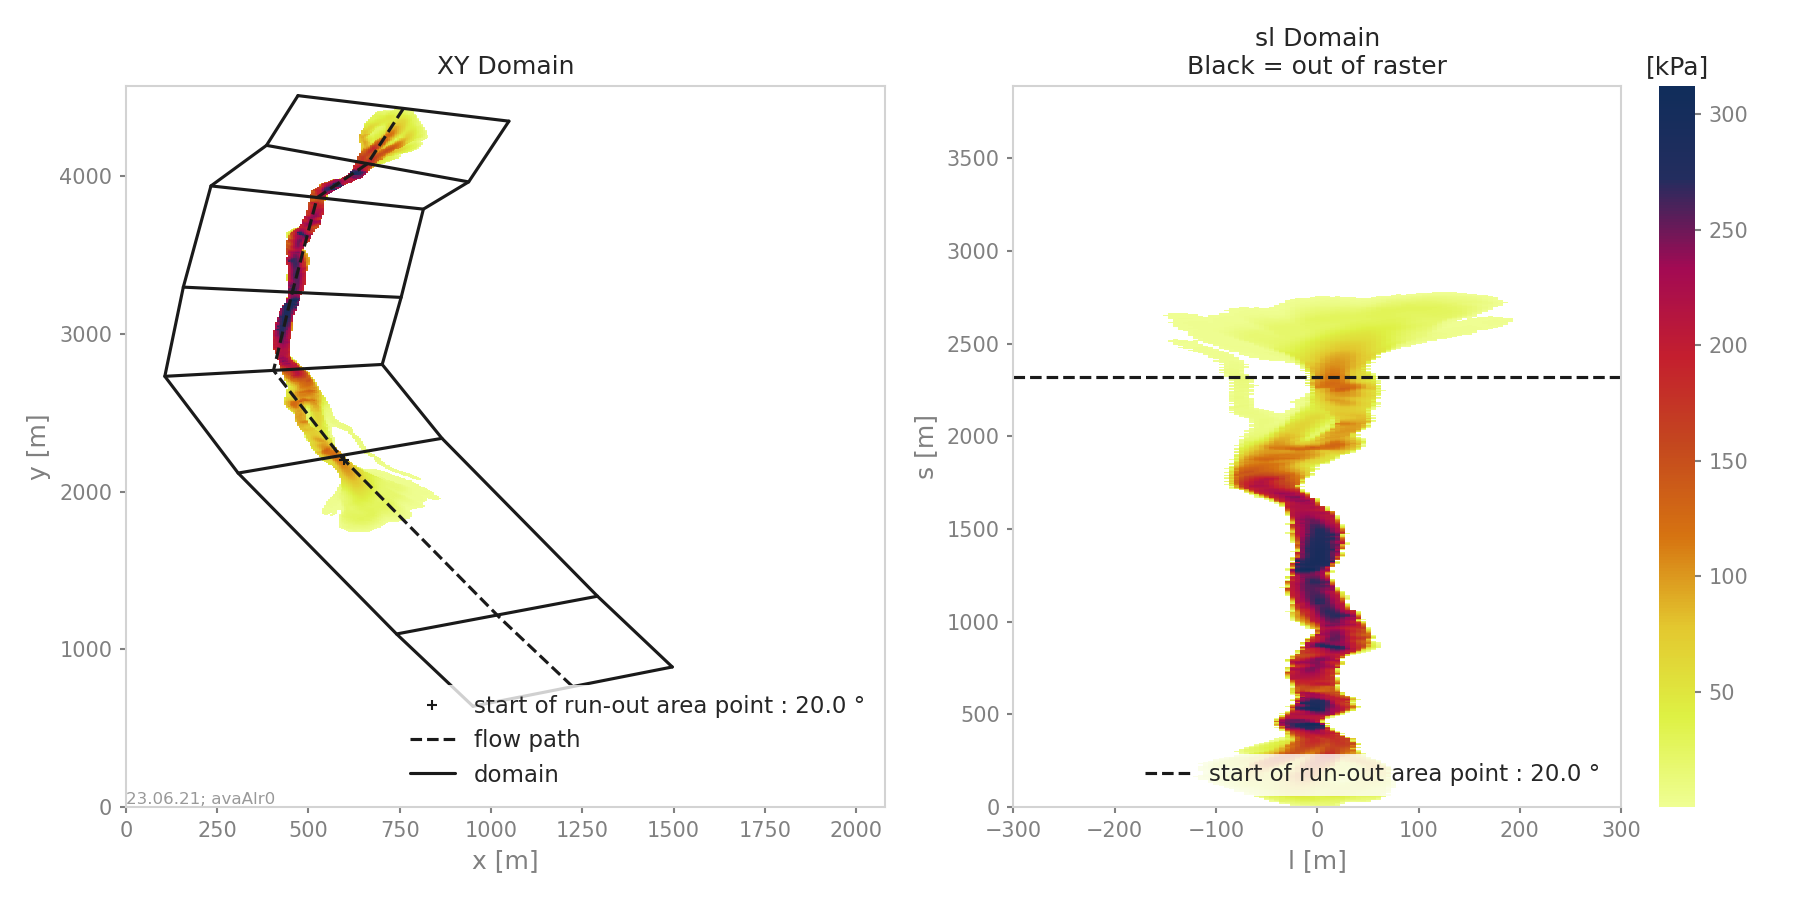 XY Domain
4000
3000
2000
1000
0
y [m]
start of run-out area point : 20.0 °
flow path
domain
23.06.21; avaAlr0
0 250 500 750 1000 1250 1500 1750 2000
x [m]
sl Domain
Black = out of raster
3500
3000
2500
2000
1500
1000
500
0
s [m]
start of run-out area point : 20.0 °
−300 −200 −100 0 100 200 300
l [m]
[kPa]
300
250
200
150
100
50